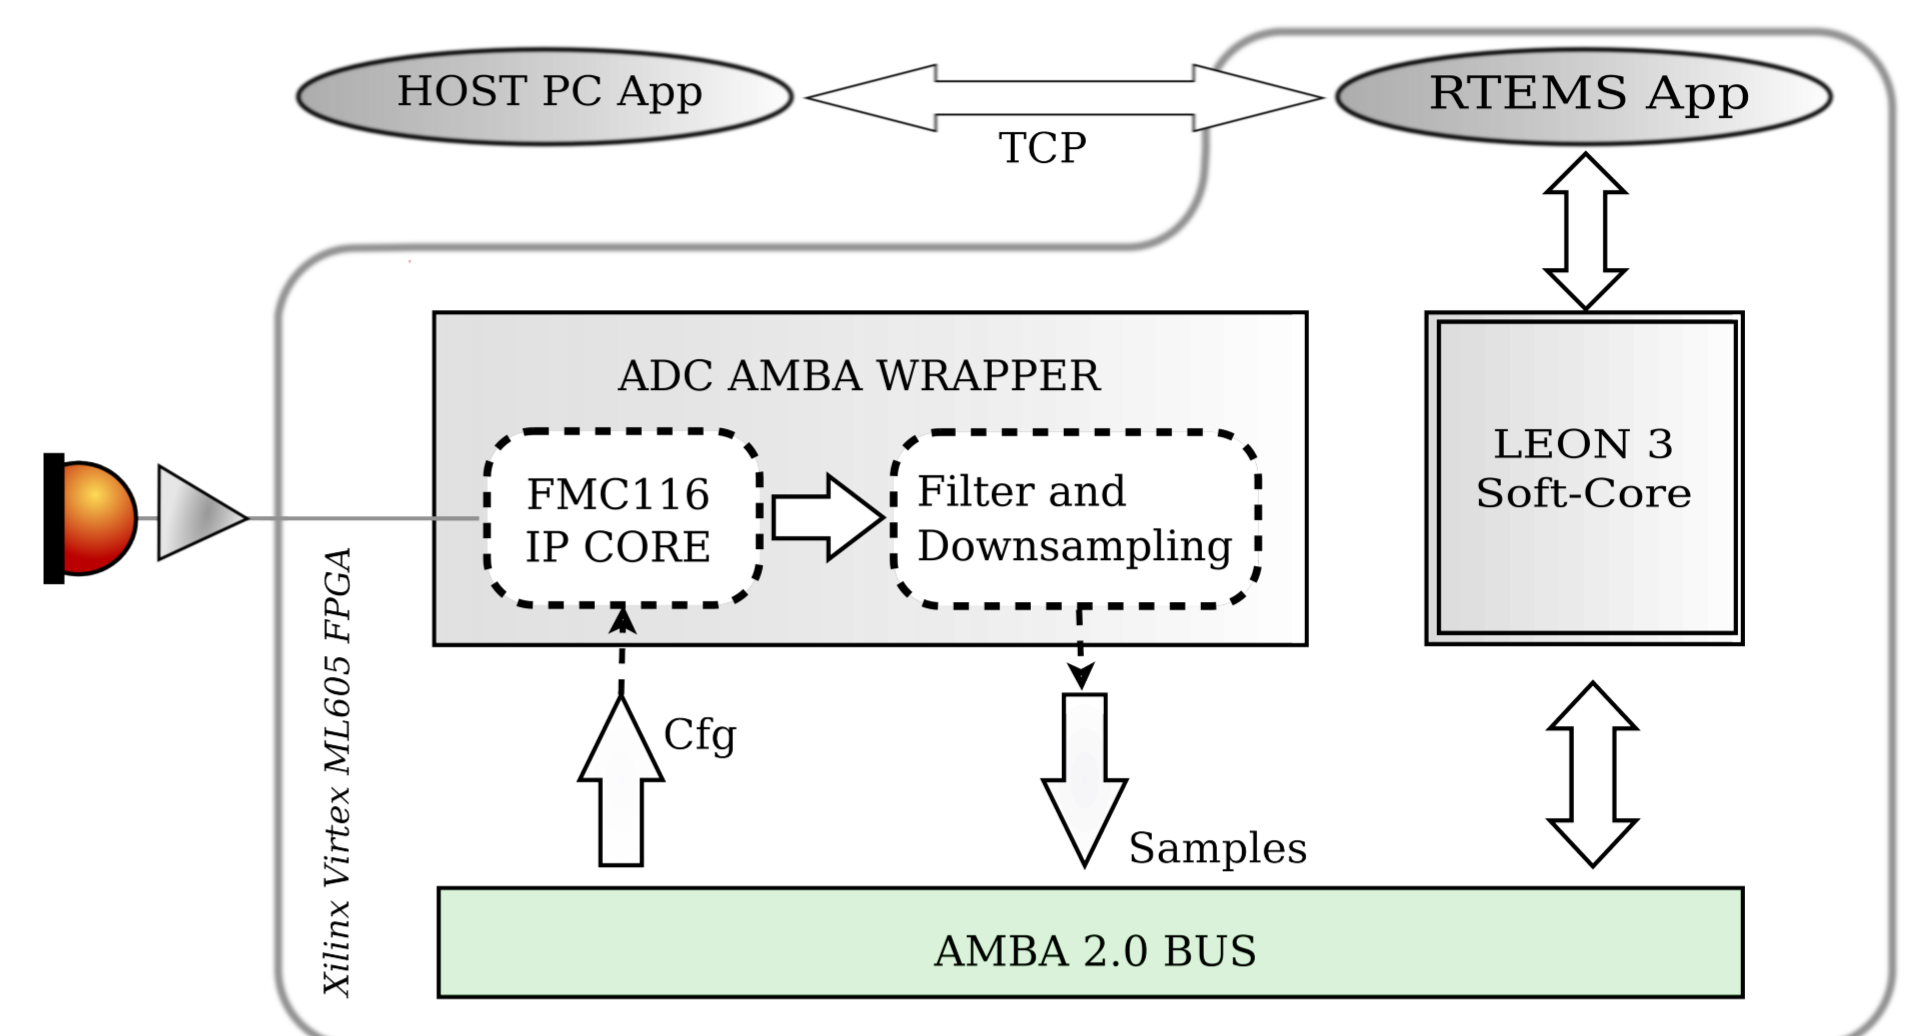 HOST PC App
RTEMS App
TCP
ADC AMBA WRAPPER
FMC116
IP CORE
Filter and
Downsampling
LEON 3
Soft-Core
Xilinx Virtex ML605 FPGA
Cfg
Samples
AMBA 2.0 BUS